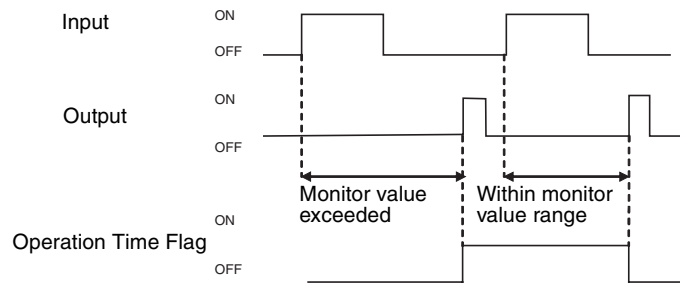 Input
ON
OFF
Output
ON
OFF
Monitor value
exceeded
Within monitor
value range
Operation Time Flag
ON
OFF